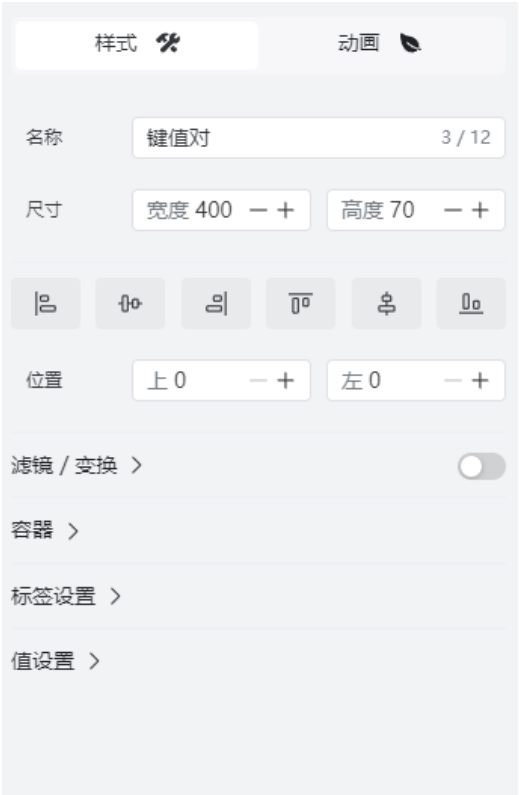 样式 动画
名称 键值对 3 / 12
尺寸 宽度 400 高度 70
位置 上 0 左 0
滤镜 / 变换
容器
标签设置
值设置